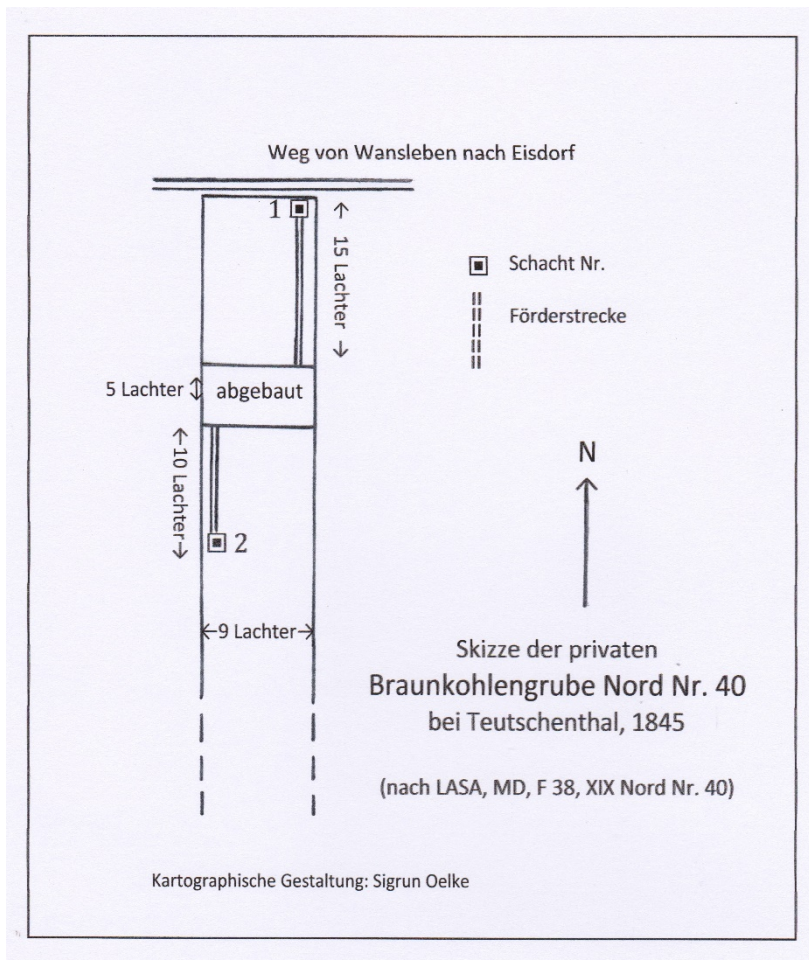 Weg von Wansleben nach Eisdorf
1
15 Lachter
Schacht Nr.
Förderstrecke
5 Lachter
abgebaut
10 Lachter
2
N
9 Lachter
Skizze der privaten
Braunkohlengrube Nord Nr. 40
bei Teutschenthal, 1845
(nach LASA, MD, F 38, XIX Nord Nr. 40)
Kartographische Gestaltung: Sigrun Oelke